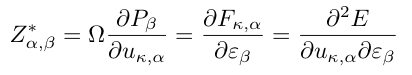 $Z^{*}_{\alpha,\beta} = \Omega \frac{\partial P_{\beta}}{\partial u_{\kappa,\alpha}} = \frac{\partial F_{\kappa,\alpha}}{\partial \varepsilon_{\beta}} = \frac{\partial^{2} E}{\partial u_{\kappa,\alpha} \partial \varepsilon_{\beta}}$